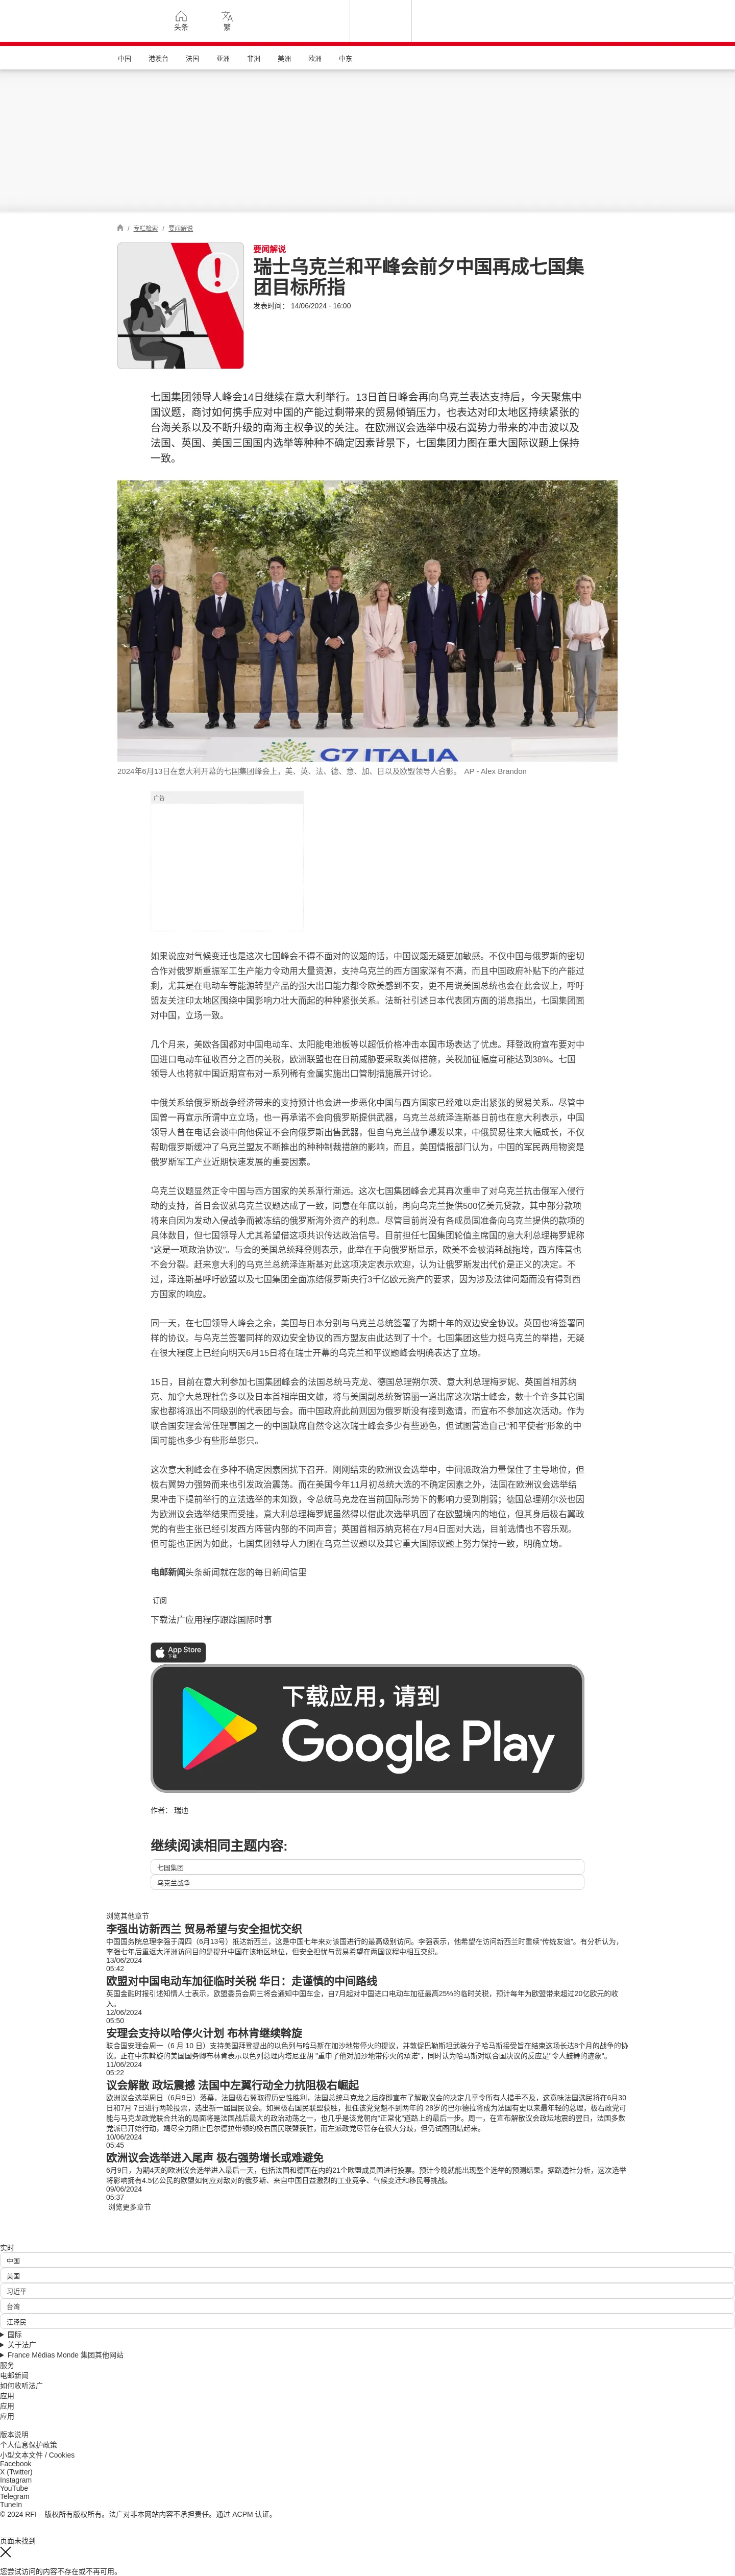 头条
繁
中国 港澳台 法国 亚洲 非洲 美洲 欧洲 中东
/ 专栏检索 / 要闻解说
要闻解说
瑞士乌克兰和平峰会前夕中国再成七国集
团目标所指
发表时间： 14/06/2024 - 16:00
七国集团领导人峰会14日继续在意大利举行。13日首日峰会再向乌克兰表达支持后，今天聚焦中
国议题，商讨如何携手应对中国的产能过剩带来的贸易倾销压力，也表达对印太地区持续紧张的
台海关系以及不断升级的南海主权争议的关注。在欧洲议会选举中极右翼势力带来的冲击波以及
法国、英国、美国三国国内选举等种种不确定因素背景下，七国集团力图在重大国际议题上保持
一致。
G7 ITALIA
2024年6月13日在意大利开幕的七国集团峰会上，美、英、法、德、意、加、日以及欧盟领导人合影。 AP - Alex Brandon
广告
如果说应对气候变迁也是这次七国峰会不得不面对的议题的话，中国议题无疑更加敏感。不仅中国与俄罗斯的密切
合作对俄罗斯重振军工生产能力令动用大量资源，支持乌克兰的西方国家深有不满，而且中国政府补贴下的产能过
剩，尤其是在电动车等能源转型产品的强大出口能力都令欧美感到不安，更不用说美国总统也会在此会议上，呼吁
盟友关注印太地区围绕中国影响力壮大而起的种种紧张关系。法新社引述日本代表团方面的消息指出，七国集团面
对中国，立场一致。
几个月来，美欧各国都对中国电动车、太阳能电池板等以超低价格冲击本国市场表达了忧虑。拜登政府宣布要对中
国进口电动车征收百分之百的关税，欧洲联盟也在日前威胁要采取类似措施，关税加征幅度可能达到38%。七国
领导人也将就中国近期宣布对一系列稀有金属实施出口管制措施展开讨论。
中俄关系给俄罗斯战争经济带来的支持预计也会进一步恶化中国与西方国家已经难以走出紧张的贸易关系。尽管中
国曾一再宣示所谓中立立场，也一再承诺不会向俄罗斯提供武器，乌克兰总统泽连斯基日前也在意大利表示，中国
领导人曾在电话会谈中向他保证不会向俄罗斯出售武器，但自乌克兰战争爆发以来，中俄贸易往来大幅成长，不仅
帮助俄罗斯缓冲了乌克兰盟友不断推出的种种制裁措施的影响，而且，美国情报部门认为，中国的军民两用物资是
俄罗斯军工产业近期快速发展的重要因素。
乌克兰议题显然正令中国与西方国家的关系渐行渐远。这次七国集团峰会尤其再次重申了对乌克兰抗击俄军入侵行
动的支持，首日会议就乌克兰议题达成了一致，同意在年底以前，再向乌克兰提供500亿美元贷款，其中部分款项
将来自因为发动入侵战争而被冻结的俄罗斯海外资产的利息。尽管目前尚没有各成员国准备向乌克兰提供的款项的
具体数目，但七国领导人尤其希望借这项共识传达政治信号。目前担任七国集团轮值主席国的意大利总理梅罗妮称
“这是一项政治协议”。与会的美国总统拜登则表示，此举在于向俄罗斯显示，欧美不会被消耗战拖垮，西方阵营也
不会分裂。赶来意大利的乌克兰总统泽连斯基对此这项决定表示欢迎，认为让俄罗斯发出代价是正义的决定。不
过，泽连斯基呼吁欧盟以及七国集团全面冻结俄罗斯央行3千亿欧元资产的要求，因为涉及法律问题而没有得到西
方国家的响应。
同一天，在七国领导人峰会之余，美国与日本分别与乌克兰总统签署了为期十年的双边安全协议。英国也将签署同
样的协议。与乌克兰签署同样的双边安全协议的西方盟友由此达到了十个。七国集团这些力挺乌克兰的举措，无疑
在很大程度上已经向明天6月15日将在瑞士开幕的乌克兰和平议题峰会明确表达了立场。
15日，目前在意大利参加七国集团峰会的法国总统马克龙、德国总理朔尔茨、意大利总理梅罗妮、英国首相苏纳
克、加拿大总理杜鲁多以及日本首相岸田文雄，将与美国副总统贺锦丽一道出席这次瑞士峰会，数十个许多其它国
家也都将派出不同级别的代表团与会。而中国政府此前则因为俄罗斯没有接到邀请，而宣布不参加这次活动。作为
联合国安理会常任理事国之一的中国缺席自然令这次瑞士峰会多少有些逊色，但试图营造自己“和平使者”形象的中
国可能也多少有些形单影只。
这次意大利峰会在多种不确定因素困扰下召开。刚刚结束的欧洲议会选举中，中间派政治力量保住了主导地位，但
极右翼势力强势而来也引发政治震荡。而在美国今年11月初总统大选的不确定因素之外，法国在欧洲议会选举结
果冲击下提前举行的立法选举的未知数，令总统马克龙在当前国际形势下的影响力受到削弱；德国总理朔尔茨也因
为欧洲议会选举结果而受挫，意大利总理梅罗妮虽然得以借此次选举巩固了在欧盟境内的地位，但其身后极右翼政
党的有些主张已经引发西方阵营内部的不同声音；英国首相苏纳克将在7月4日面对大选，目前选情也不容乐观。
但可能也正因为如此，七国集团领导人力图在乌克兰议题以及其它重大国际议题上努力保持一致，明确立场。
电邮新闻头条新闻就在您的每日新闻信里
订阅
下载法广应用程序跟踪国际时事
App Store
下载
下载应用，请到
Google Play
作者： 瑞迪
继续阅读相同主题内容:
七国集团
乌克兰战争
浏览其他章节
李强出访新西兰 贸易希望与安全担忧交织
中国国务院总理李强于周四（6月13号）抵达新西兰，这是中国七年来对该国进行的最高级别访问。李强表示，他希望在访问新西兰时重续“传统友谊”。有分析认为，
李强七年后重返大洋洲访问目的是提升中国在该地区地位，但安全担忧与贸易希望在两国议程中相互交织。
13/06/2024
05:42
欧盟对中国电动车加征临时关税 华日：走谨慎的中间路线
英国金融时报引述知情人士表示，欧盟委员会周三将会通知中国车企，自7月起对中国进口电动车加征最高25%的临时关税，预计每年为欧盟带来超过20亿欧元的收
入。
12/06/2024
05:50
安理会支持以哈停火计划 布林肯继续斡旋
联合国安理会周一（6 月 10 日）支持美国拜登提出的以色列与哈马斯在加沙地带停火的提议，并敦促巴勒斯坦武装分子哈马斯接受旨在结束这场长达8个月的战争的协
议。正在中东斡旋的美国国务卿布林肯表示以色列总理内塔尼亚胡 "重申了他对加沙地带停火的承诺"，同时认为哈马斯对联合国决议的反应是"令人鼓舞的迹象"。
11/06/2024
05:22
议会解散 政坛震撼 法国中左翼行动全力抗阻极右崛起
欧洲议会选举周日（6月9日）落幕，法国极右翼取得历史性胜利，法国总统马克龙之后旋即宣布了解散议会的决定几乎令所有人措手不及，这意味法国选民将在6月30
日和7月 7日进行两轮投票，选出新一届国民议会。如果极右国民联盟获胜，担任该党党魁不到两年的 28岁的巴尔德拉将成为法国有史以来最年轻的总理，极右政党可
能与马克龙政党联合共治的局面将是法国战后最大的政治动荡之一，也几乎是该党朝向"正常化"道路上的最后一步。周一，在宣布解散议会政坛地震的翌日，法国多数
党派已开始行动，竭尽全力阻止巴尔德拉带领的极右国民联盟获胜，而左派政党尽管存在很大分歧，但仍试图团结起来。
10/06/2024
05:45
欧洲议会选举进入尾声 极右强势增长或难避免
6月9日，为期4天的欧洲议会选举进入最后一天，包括法国和德国在内的21个欧盟成员国进行投票。预计今晚就能出现整个选举的预测结果。据路透社分析，这次选举
将影响拥有4.5亿公民的欧盟如何应对敌对的俄罗斯、来自中国日益激烈的工业竞争、气候变迁和移民等挑战。
09/06/2024
05:37
浏览更多章节
实时
中国
美国
习近平
台湾
江泽民
国际
关于法广
France Médias Monde 集团其他网站
服务
电邮新闻
如何收听法广
应用
应用
应用
版本说明
个人信息保护政策
小型文本文件 / Cookies
Facebook
X (Twitter)
Instagram
YouTube
Telegram
TuneIn
© 2024 RFI – 版权所有版权所有。法广对非本网站内容不承担责任。通过 ACPM 认证。
页面未找到
您尝试访问的内容不存在或不再可用。